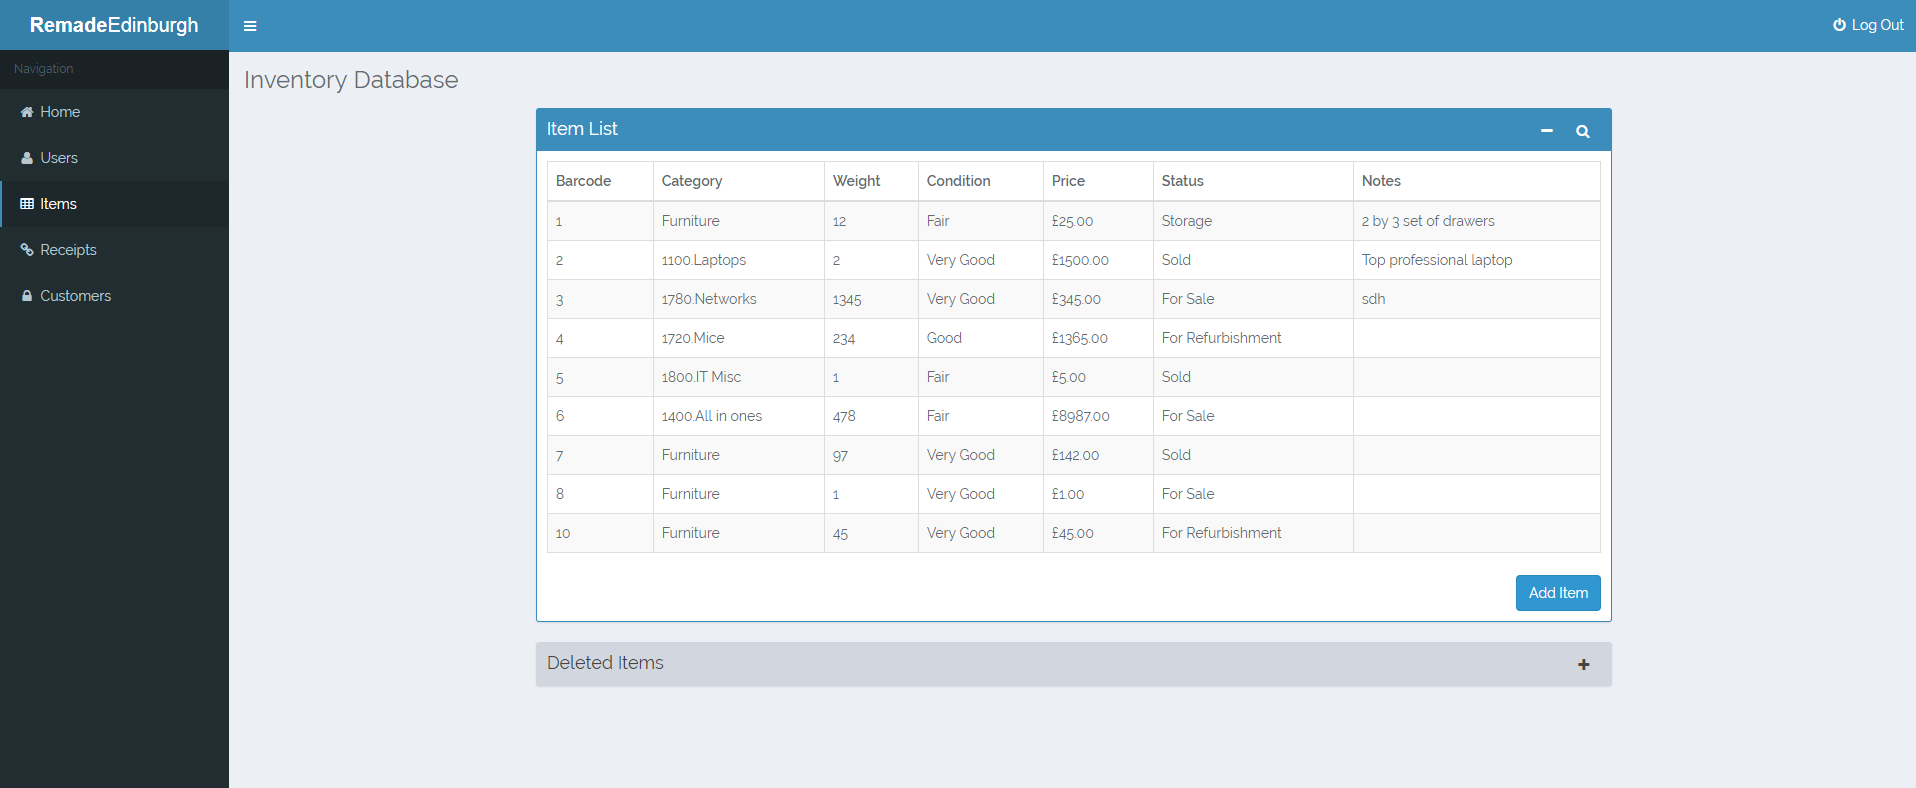 RemadeEdinburgh
Log Out
Navigation
Home
Users
Items
Receipts
Customers
Inventory Database
Item List
Barcode Category Weight Condition Price Status Notes
1 Furniture 12 Fair £25.00 Storage 2 by 3 set of drawers
2 1100.Laptops 2 Very Good £1500.00 Sold Top professional laptop
3 1780.Networks 1345 Very Good £345.00 For Sale sdh
4 1720.Mice 234 Good £1365.00 For Refurbishment
5 1800.IT Misc 1 Fair £5.00 Sold
6 1400.All in ones 478 Fair £8987.00 For Sale
7 Furniture 97 Very Good £142.00 Sold
8 Furniture 1 Very Good £1.00 For Sale
10 Furniture 45 Very Good £45.00 For Refurbishment
Add Item
Deleted Items